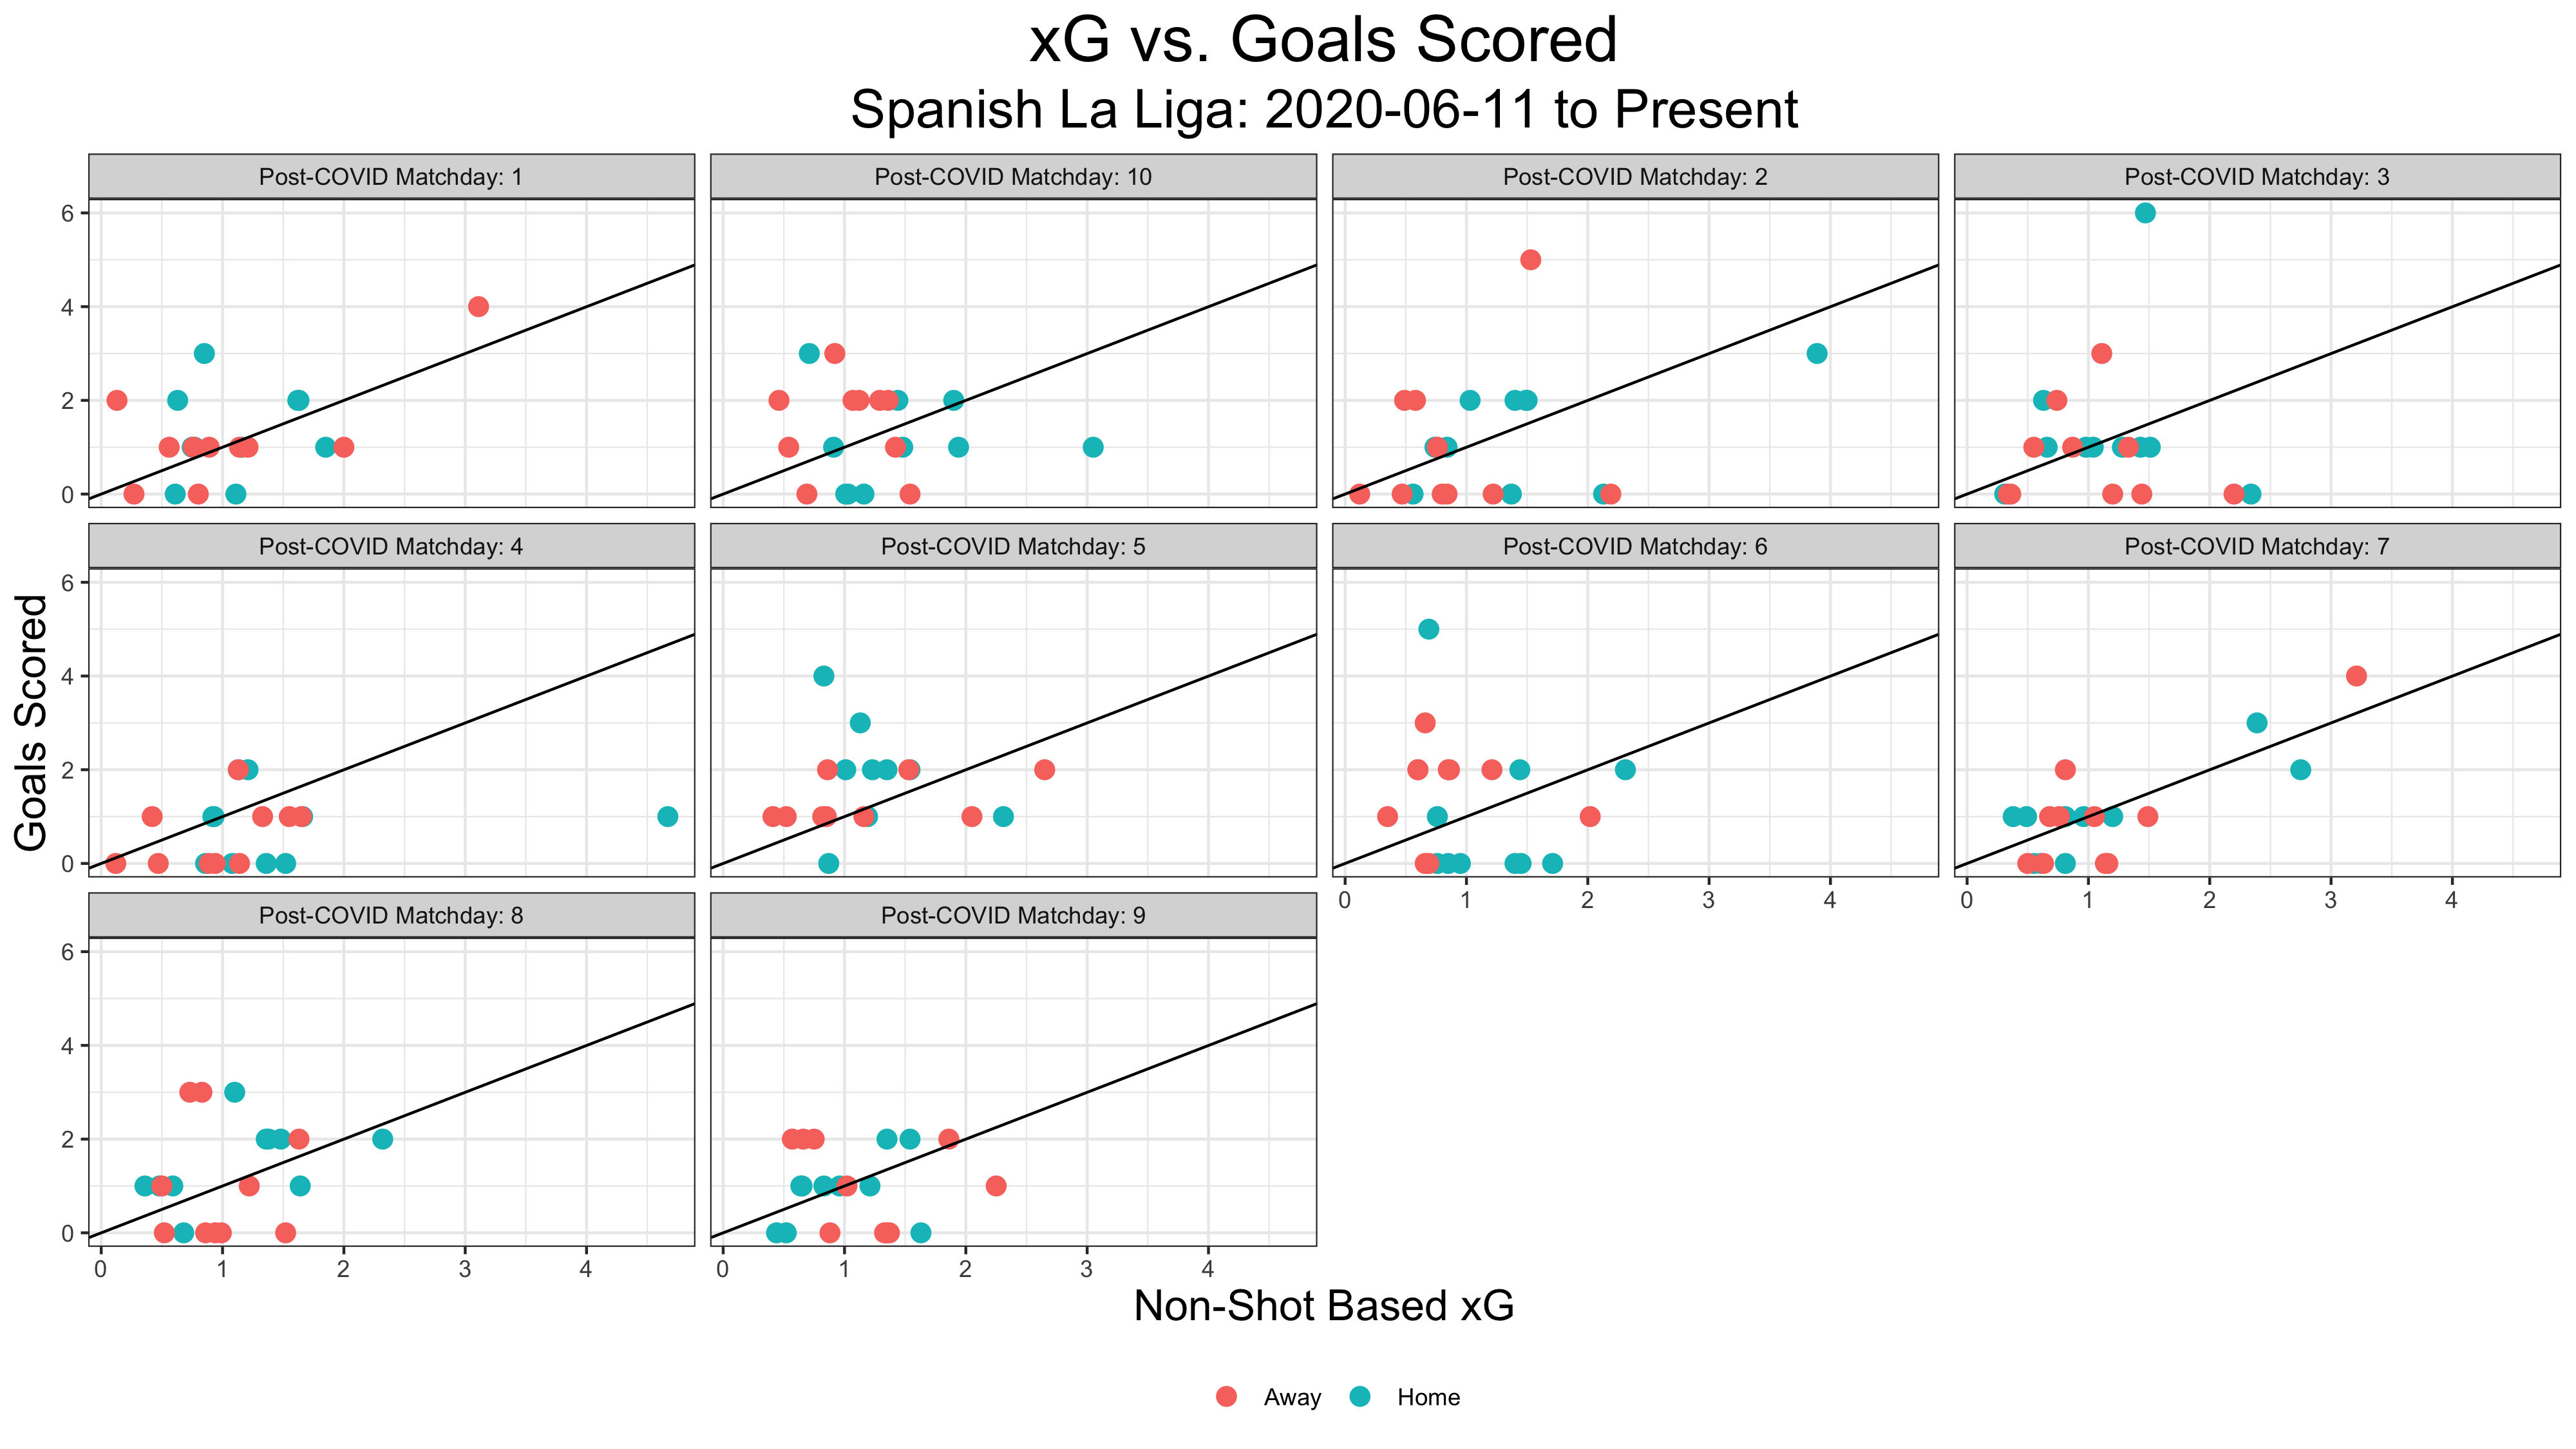 xG vs. Goals Scored
Spanish La Liga: 2020-06-11 to Present
Post-COVID Matchday: 1
Post-COVID Matchday: 10
Post-COVID Matchday: 2
Post-COVID Matchday: 3
6
4
2
0
Post-COVID Matchday: 4
Post-COVID Matchday: 5
Post-COVID Matchday: 6
Post-COVID Matchday: 7
6
4
2
0
0 1 2 3 4
0 1 2 3 4
Goals Scored
Post-COVID Matchday: 8
Post-COVID Matchday: 9
6
4
2
0
0 1 2 3 4
0 1 2 3 4
Non-Shot Based xG
Away Home